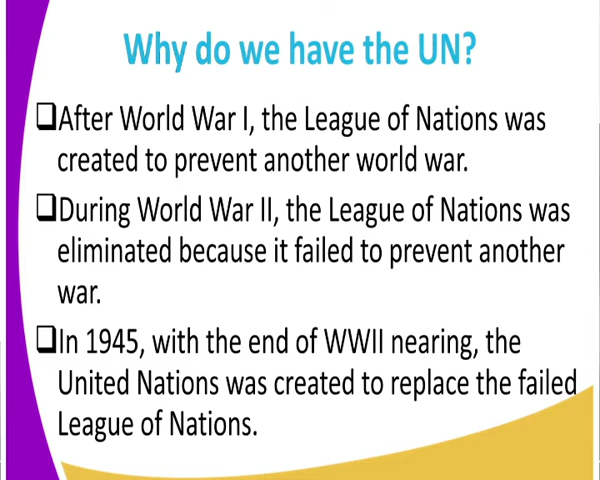 Why do we have the UN?
❑After World War I, the League of Nations was
created to prevent another world war.
❑During World War II, the League of Nations was
eliminated because it failed to prevent another
war.
❑In 1945, with the end of WWII nearing, the
United Nations was created to replace the failed
League of Nations.